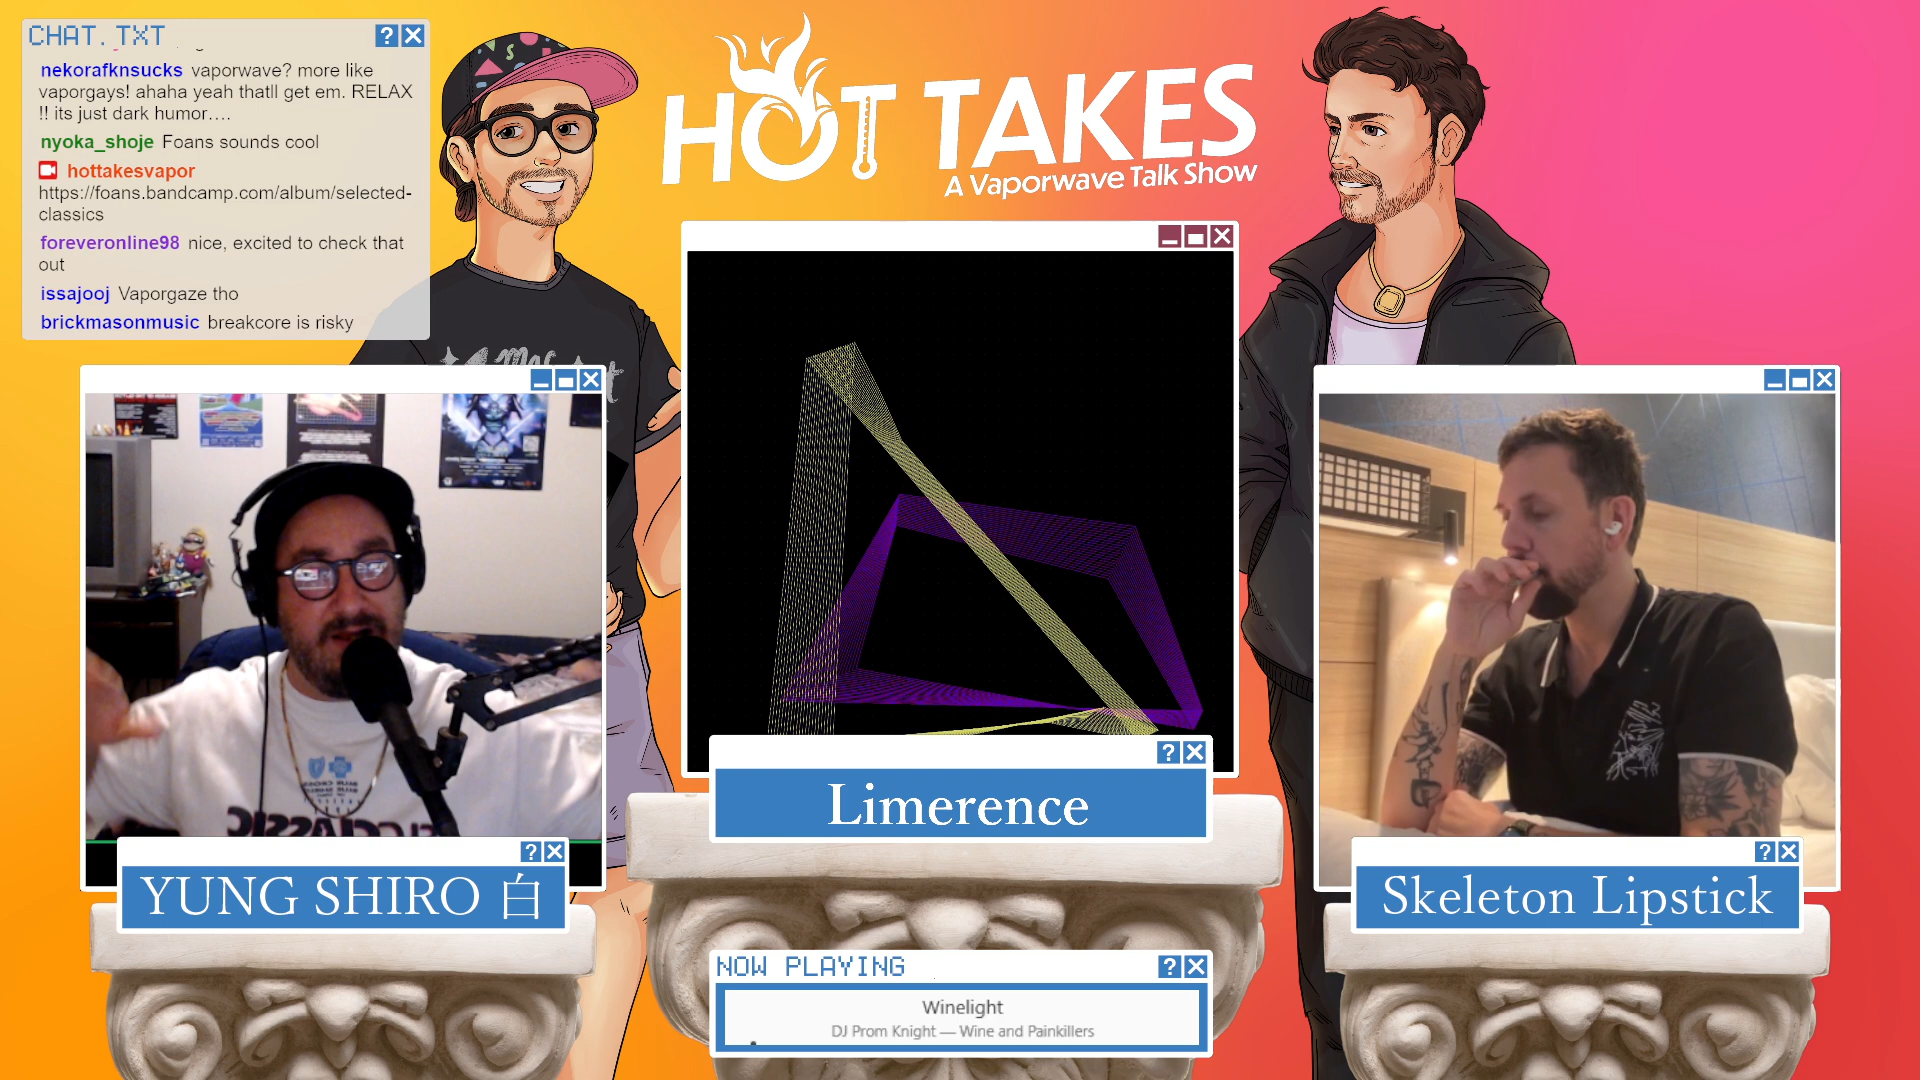 CHAT.TXT
nekorafknsucks vaporwave? more like
vaporgays! ahaha yeah thatll get em. RELAX
!! its just dark humor....
nyoka_shoje Foans sounds cool
hottakesvapor
https://foans.bandcamp.com/album/selected-
classics
foreveronline98 nice, excited to check that
out
issajooj Vaporgaze tho
brickmasonmusic breakcore is risky
HOT TAKES
A Vaporwave Talk Show
YUNG SHIRO 白
Limerence
Skeleton Lipstick
NOW PLAYING
Winelight
DJ Prom Knight — Wine and Painkillers